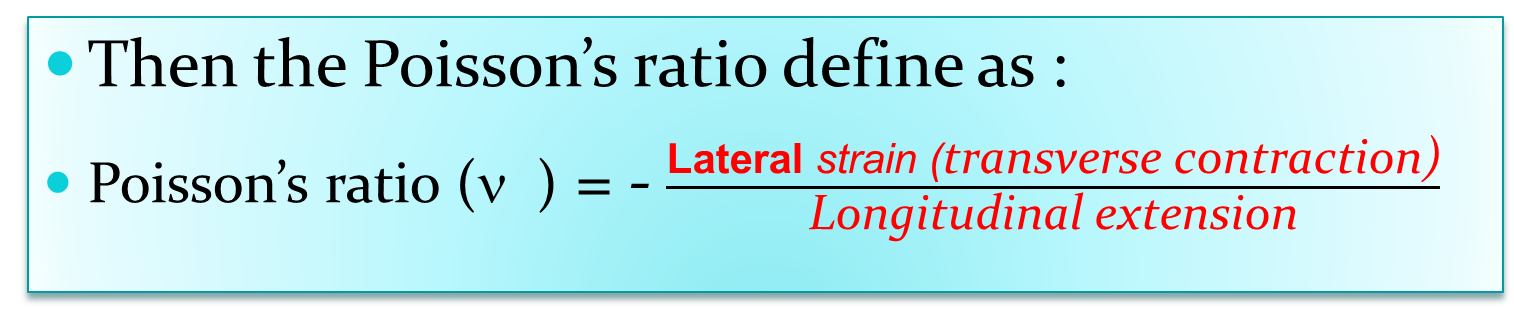 • Then the Poisson’s ratio define as :
• Poisson’s ratio (ν ) = - Lateral strain (transverse contraction)
Longitudinal extension